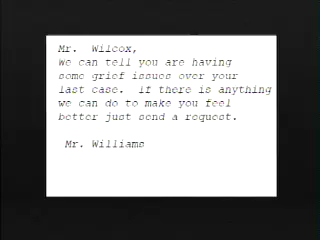 Mr.  Wilcox,
We can tell you are having
some grief issues over your
last case.  If there is anything
we can do to make you feel
better just send a request.
Mr. Williams